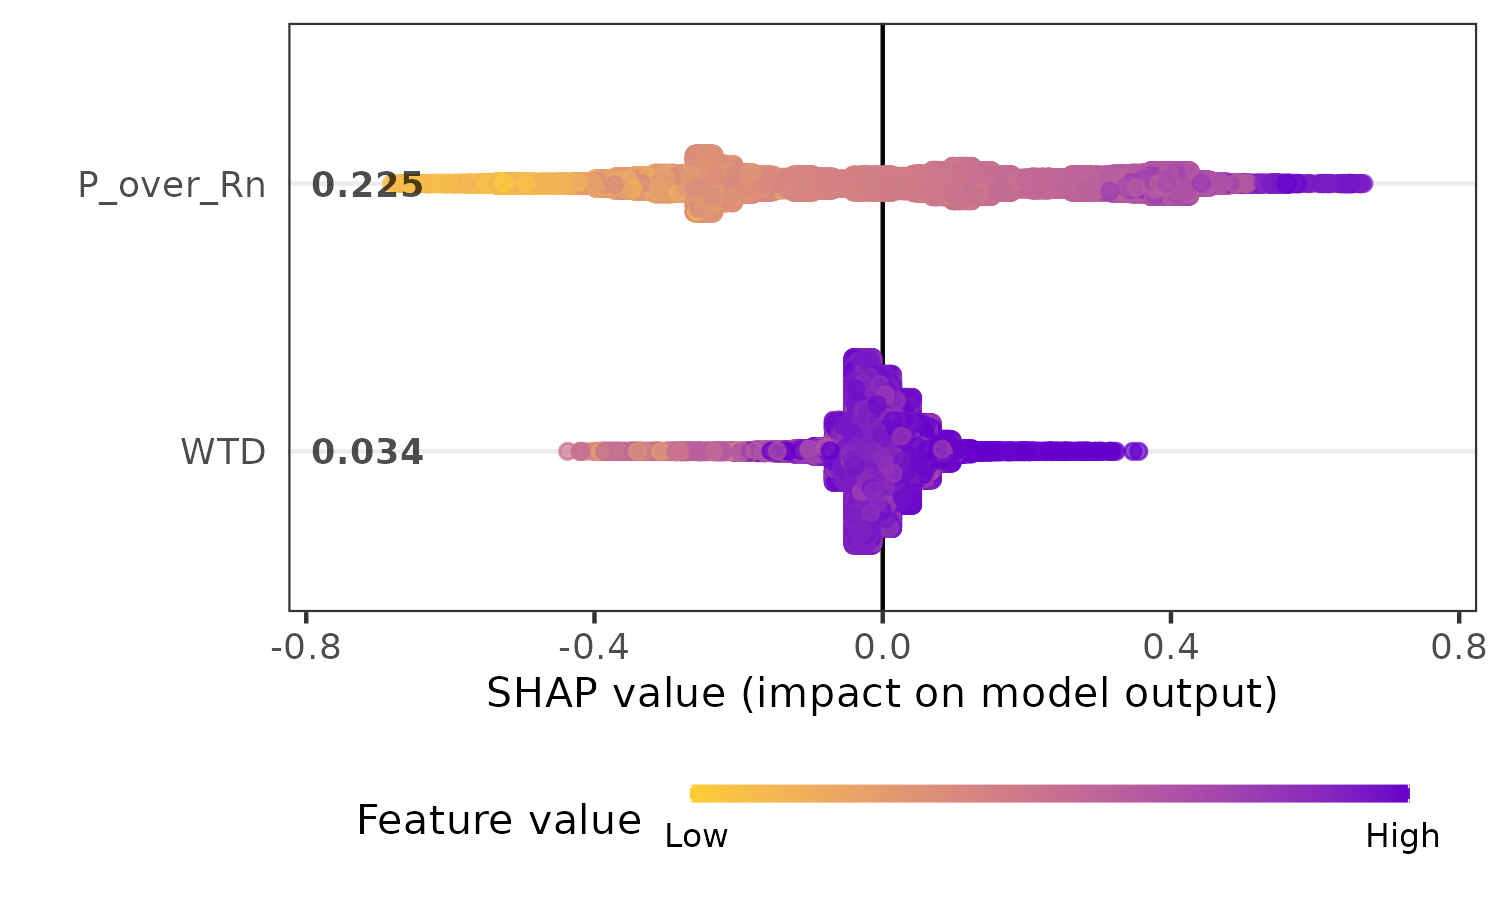 P_over_Rn 0.225
WTD 0.034
-0.8 -0.4 0.0 0.4 0.8
SHAP value (impact on model output)
Feature value
Low High